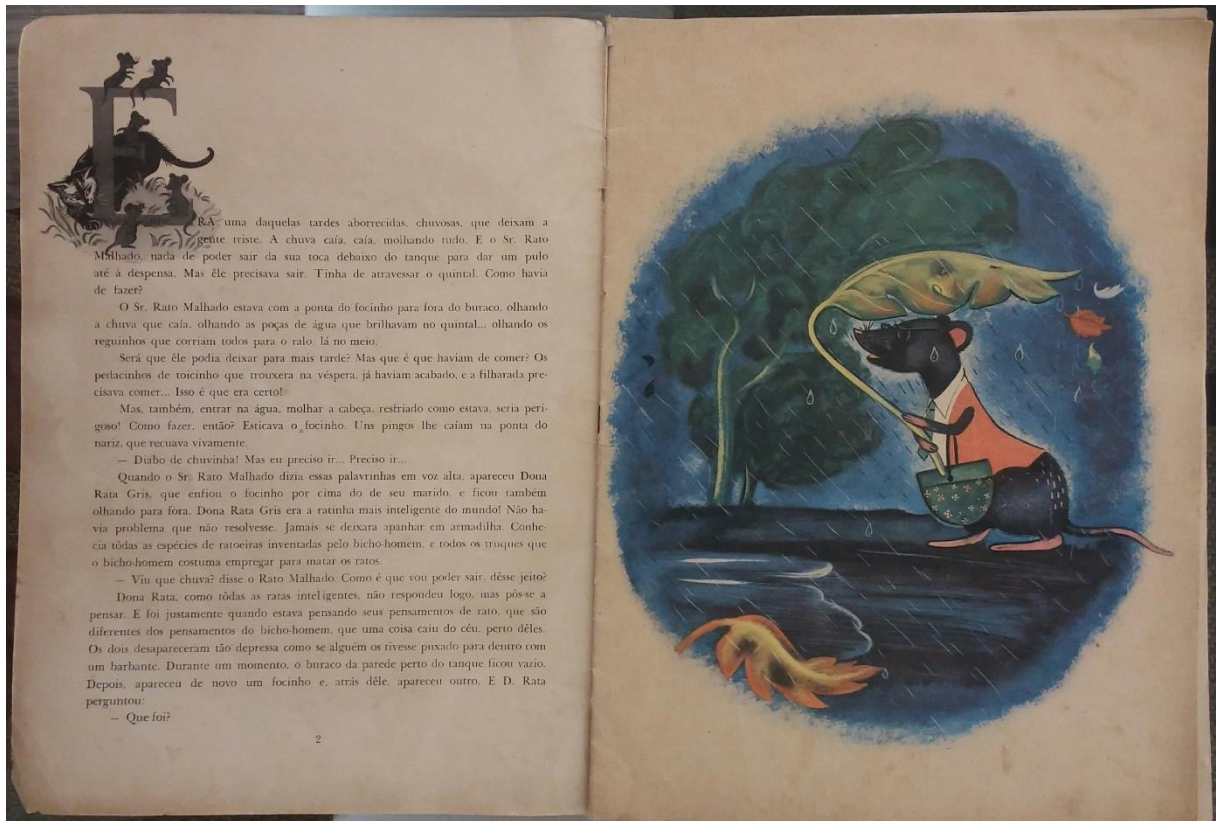 ERA uma daquelas tardes aborrecidas, chuvosas, que deixam a
gente triste. A chuva caía, caía, molhando tudo. E o Sr. Rato
Malhado, nada de poder sair da sua toca debaixo do tanque para dar um pulo
até à despensa. Mas êle precisava sair. Tinha de atravessar o quintal. Como havia
de fazer?
O Sr. Rato Malhado estava com a ponta do focinho para fora do buraco, olhando
a chuva que caía, olhando as poças de água que brilhavam no quintal... olhando os
reguinhos que corriam todos para o ralo, lá no meio.
Será que êle podia deixar para mais tarde? Mas que é que haviam de comer? Os
pedacinhos de toicinho que trouxera na véspera, já haviam acabado, e a filharada pre-
cisava comer... Isso é que era certo!
Mas, também, entrar na água, molhar a cabeça, resfriado como estava, seria peri-
goso! Como fazer, então? Esticava o focinho. Uns pingos lhe caíam na ponta do
nariz, que recuava vivamente.
— Diabo de chuvinha! Mas eu preciso ir... Preciso ir...
Quando o Sr. Rato Malhado dizia essas palavrinhas em voz alta, apareceu Dona
Rata Gris, que enfiou o focinho por cima do de seu marido, e ficou também
olhando para fora. Dona Rata Gris era a ratinha mais inteligente do mundo! Não ha-
via problema que não resolvesse. Jamais se deixara apanhar em armadilha. Conhe-
cia tôdas as espécies de ratoeiras inventadas pelo bicho-homem, e todos os truques que
o bicho-homem costuma empregar para matar os ratos.
— Viu que chuva? disse o Rato Malhado. Como é que vou poder sair, dêsse jeito?
Dona Rata, como tôdas as ratas inteligentes, não respondeu logo, mas pôs-se a
pensar. E foi justamente quando estava pensando seus pensamentos de rato, que são
diferentes dos pensamentos do bicho-homem, que uma coisa caiu do céu, perto dêles.
Os dois desapareceram tão depressa como se alguém os tivesse puxado para dentro com
um barbante. Durante um momento, o buraco da parede perto do tanque ficou vazio.
Depois, apareceu de novo um focinho e, atrás dêle, apareceu outro. E D. Rata
perguntou:
— Que foi?
2